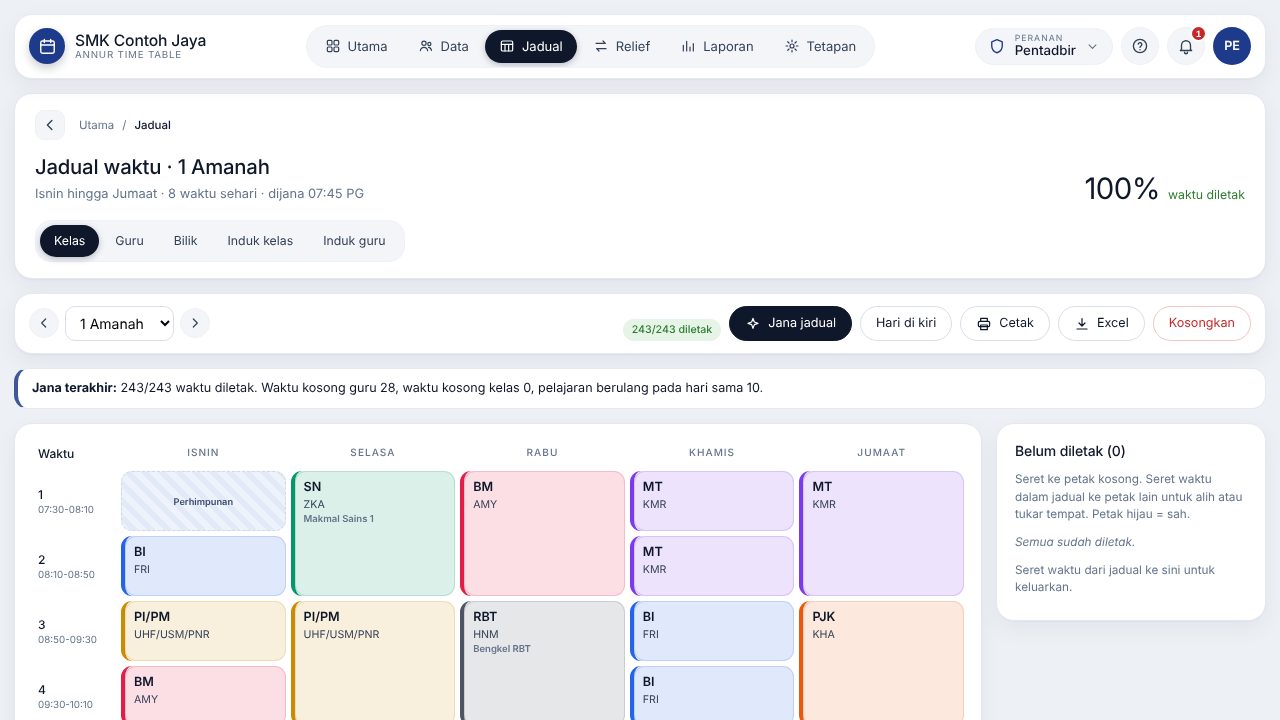 SMK Contoh Jaya
ANNUR TIME TABLE
Utama
Data
Jadual
Relief
Laporan
Tetapan
PERANAN
Pentadbir
1
PE
Utama / Jadual
Jadual waktu · 1 Amanah
Isnin hingga Jumaat · 8 waktu sehari · dijana 07:45 PG
100% waktu diletak
Kelas
Guru
Bilik
Induk kelas
Induk guru
1 Amanah
243/243 diletak
Jana jadual
Hari di kiri
Cetak
Excel
Kosongkan
Jana terakhir: 243/243 waktu diletak. Waktu kosong guru 28, waktu kosong kelas 0, pelajaran berulang pada hari sama 10.
Waktu
ISNIN
SELASA
RABU
KHAMIS
JUMAAT
1
07:30-08:10
Perhimpunan
SN
ZKA
Makmal Sains 1
BM
AMY
MT
KMR
MT
KMR
2
08:10-08:50
BI
FRI
MT
KMR
3
08:50-09:30
PI/PM
UHF/USM/PNR
PI/PM
UHF/USM/PNR
RBT
HNM
Bengkel RBT
BI
FRI
PJK
KHA
4
09:30-10:10
BM
AMY
BI
FRI
Belum diletak (0)
Seret ke petak kosong. Seret waktu
dalam jadual ke petak lain untuk alih atau
tukar tempat. Petak hijau = sah.
Semua sudah diletak.
Seret waktu dari jadual ke sini untuk
keluarkan.